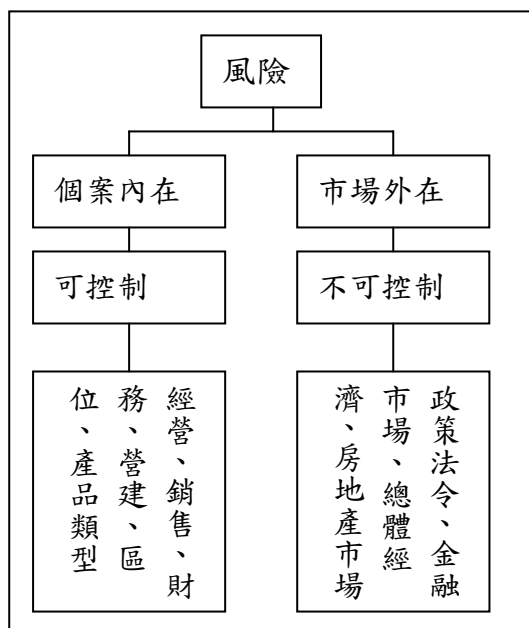 風險
個案內在
市場外在
可控制
不可控制
經營、銷售、財
務、營建、區
位、產品類型
政策法令、金融
市場、總體經
濟、房地產市場